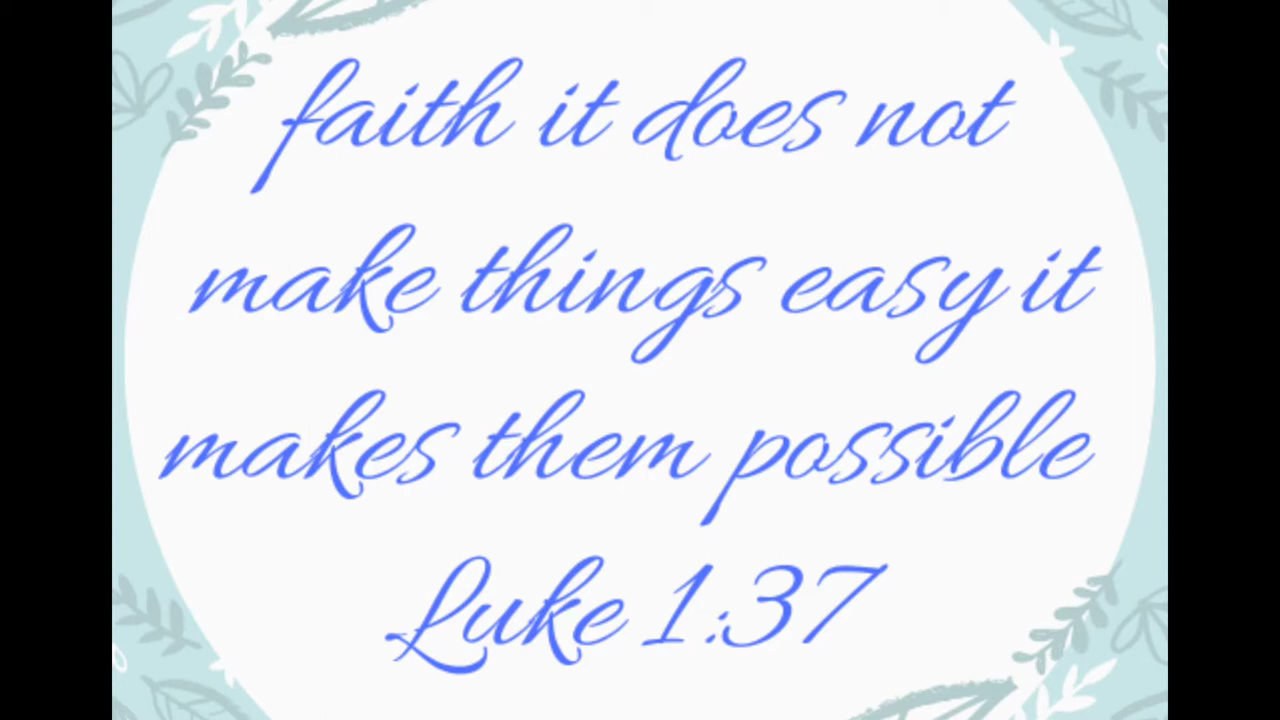 faith it does not
make things easy it
makes them possible
Luke 1:37